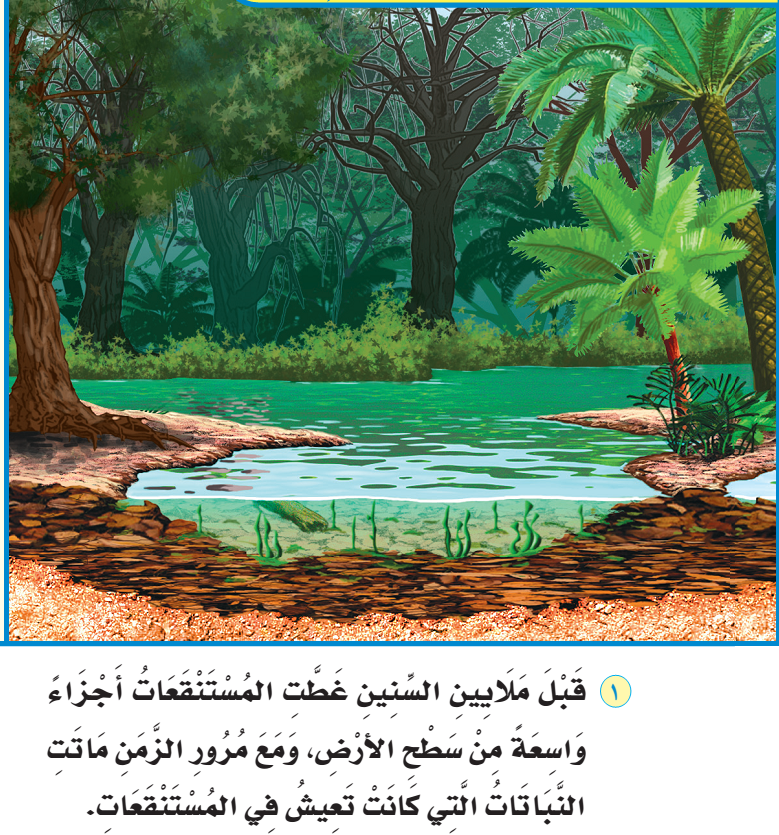 ١ قَبْلَ مَلَايِينِ السِّنِينِ غَطَّتِ المُسْتَنْقَعَاتُ أَجْزَاءً
وَاسِعَةً مِنْ سَطْحِ الأَرْضِ، وَمَعَ مُرُورِ الزَّمَنِ مَاتَتِ
النَّبَاتَاتُ الَّتِي كَانَتْ تَعِيشُ فِي المُسْتَنْقَعَاتِ.